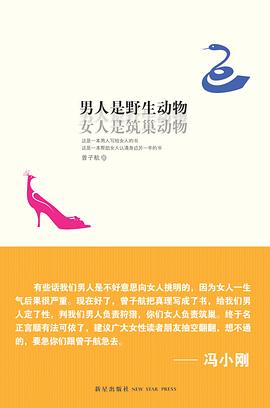 男人是野生动物
女人是筑巢动物
这是一本男人写给女人的书
这是一本帮助女人认清身边另一半的书
曾子航 著
有些话我们男人是不好意思向女人挑明的，因为女人一生
气后果很严重。现在好了，曾子航把真理写成了书，给我们男
人定了性，判我们男人负责狩猎，你们女人负责筑巢。终于名
正言顺有法可依了，建议广大女性读者朋友抽空翻翻，想不通
的，要急你们跟曾子航急去。
—— 冯小刚
新星出版社 NEW STAR PRESS